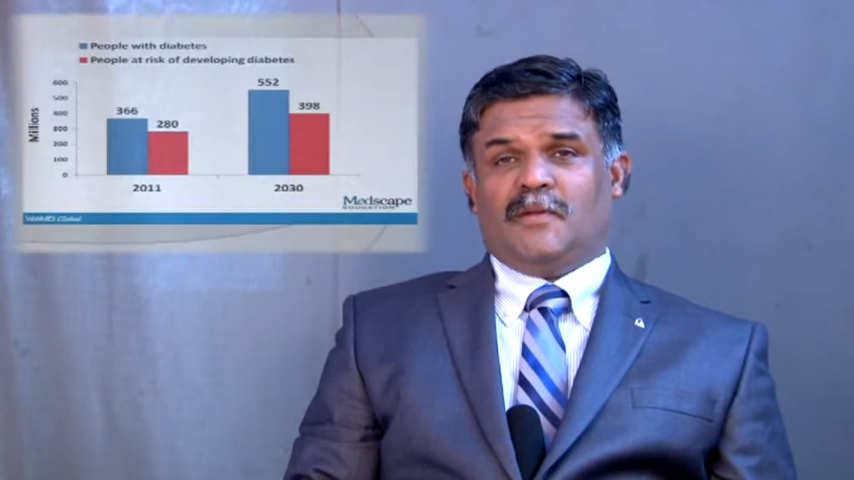 People with diabetes
People at risk of developing diabetes
600
552
500
366
398
400
280
300
300
200
100
0
Millions
2011
2030
Medscape
EDUCATION
WebMD Global